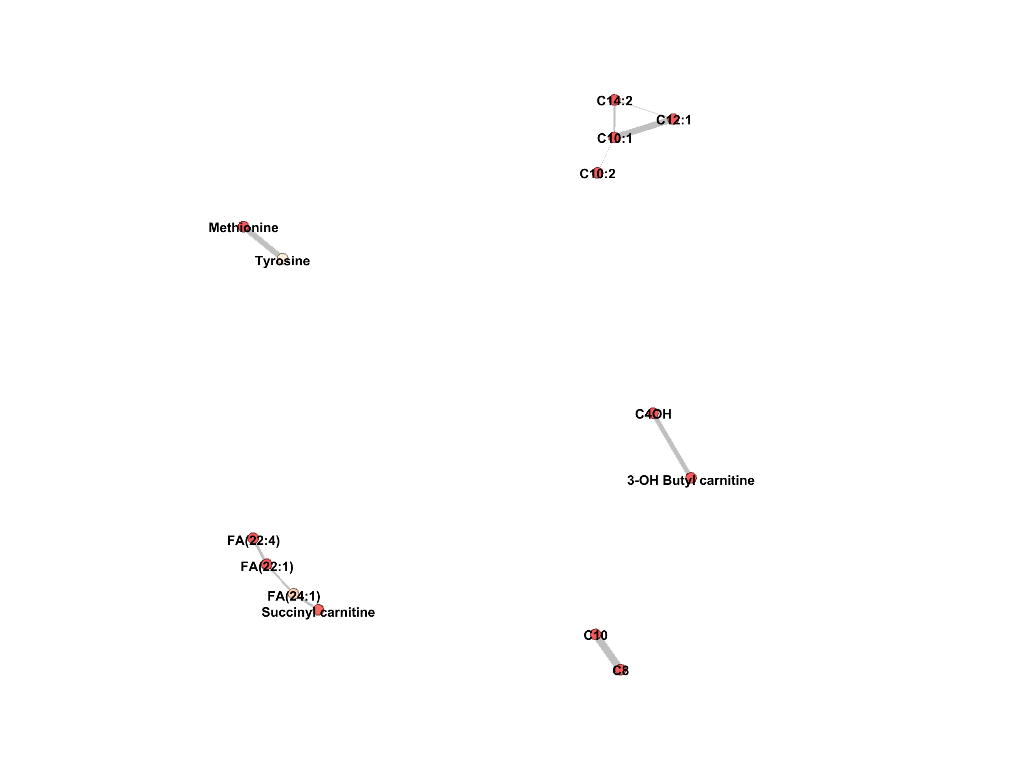 C14:2
C12:1
C10:1
C10:2
Methionine
Tyrosine
C4OH
3-OH Butyl carnitine
FA(22:4)
FA(22:1)
FA(24:1)
Succinyl carnitine
C10
C8